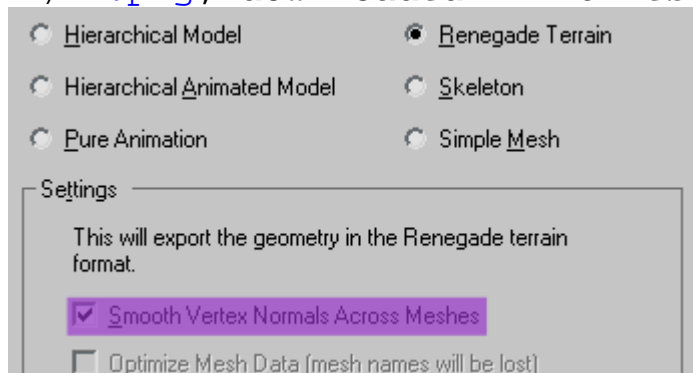 Hierarchical Model
Renegade Terrain
Hierarchical Animated Model
Skeleton
Pure Animation
Simple Mesh
Settings
This will export the geometry in the Renegade terrain
format.
Smooth Vertex Normals Across Meshes
Optimize Mesh Data (mesh names will be lost)